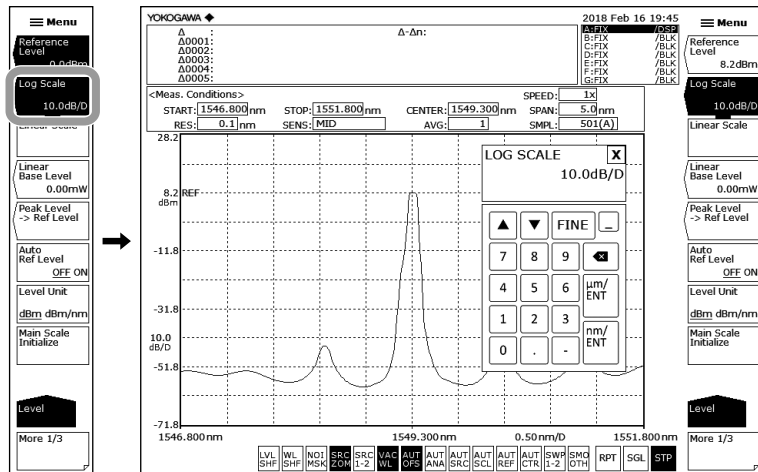 Menu
Reference
Level
0.0dBm
Log Scale
10.0dB/D
Linear Scale
Linear
Base Level
0.00mW
Peak Level
-> Ref Level
Auto
Ref Level
OFF ON
Level Unit
dBm dBm/nm
Main Scale
Initialize
Level
More 1/3
YOKOGAWA
2018 Feb 16 19:45
Δ :
Δ0001:
Δ0002:
Δ0003:
Δ0004:
Δ0005:
Δ-Δn:
A:FIX /DSP
B:FIX /BLK
C:FIX /BLK
D:FIX /BLK
E:FIX /BLK
F:FIX /BLK
G:FIX /BLK
<Meas. Conditions>
SPEED: 1x
START: 1546.800 nm STOP: 1551.800 nm CENTER: 1549.300 nm SPAN: 5.0 nm
RES: 0.1 nm SENS: MID AVG: 1 SMPL: 501(A)
28.2
8.2 REF
dBm
-11.8
-31.8
10.0
dB/D
-51.8
-71.8
1546.800nm 1549.300nm 0.50nm/D 1551.800nm
LOG SCALE X
10.0dB/D
▲ ▼ FINE _
7 8 9
4 5 6 μm/
ENT
1 2 3 nm/
ENT
0 . -
LVL SHF
WL SHF
NOI MSK
SRC ZOM
SRC 1-2
VAC WL
AUT OFS
AUT ANA
AUT SRC
AUT SCL
AUT REF
AUT CTR
SWP 1-2
SMO OTH
RPT
SGL
STP
Menu
Reference
Level
8.2dBm
Log Scale
10.0dB/D
Linear Scale
Linear
Base Level
0.00mW
Peak Level
-> Ref Level
Auto
Ref Level
OFF ON
Level Unit
dBm dBm/nm
Main Scale
Initialize
Level
More 1/3